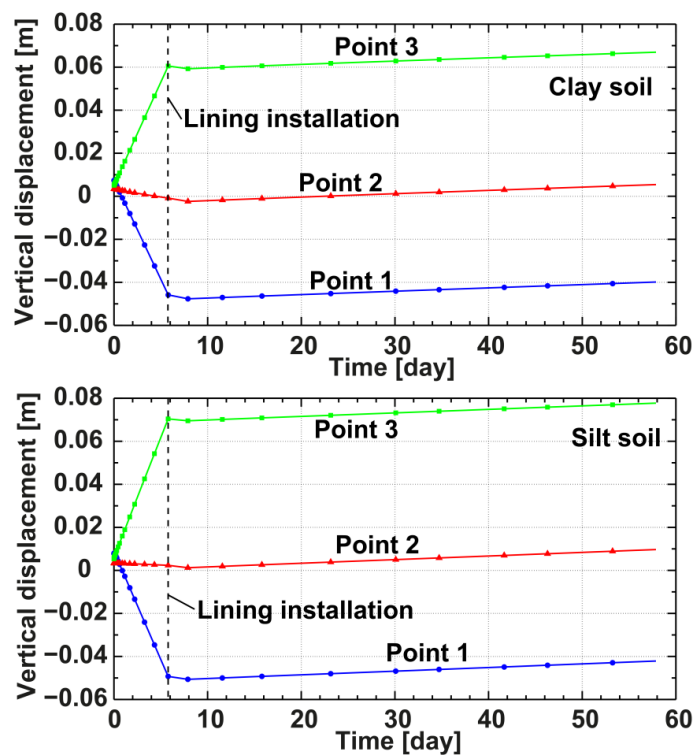 Vertical displacement [m]
0.08
0.06
0.04
0.02
0
−0.02
−0.04
−0.06
Point 3
Clay soil
Lining installation
Point 2
Point 1
0
10
20
30
40
50
60
Time [day]
Vertical displacement [m]
0.08
0.06
0.04
0.02
0
−0.02
−0.04
−0.06
Point 3
Silt soil
Point 2
Lining installation
Point 1
0
10
20
30
40
50
60
Time [day]